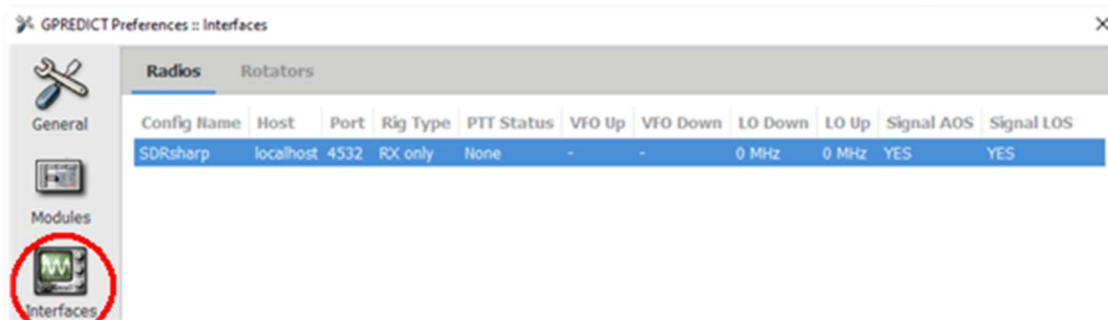 GPREDICT Preferences :: Interfaces
General
Modules
Interfaces
Radios Rotators
Config Name Host Port Rig Type PTT Status VFO Up VFO Down LO Down LO Up Signal AOS Signal LOS
SDRsharp localhost 4532 RX only None - - 0 MHz 0 MHz YES YES